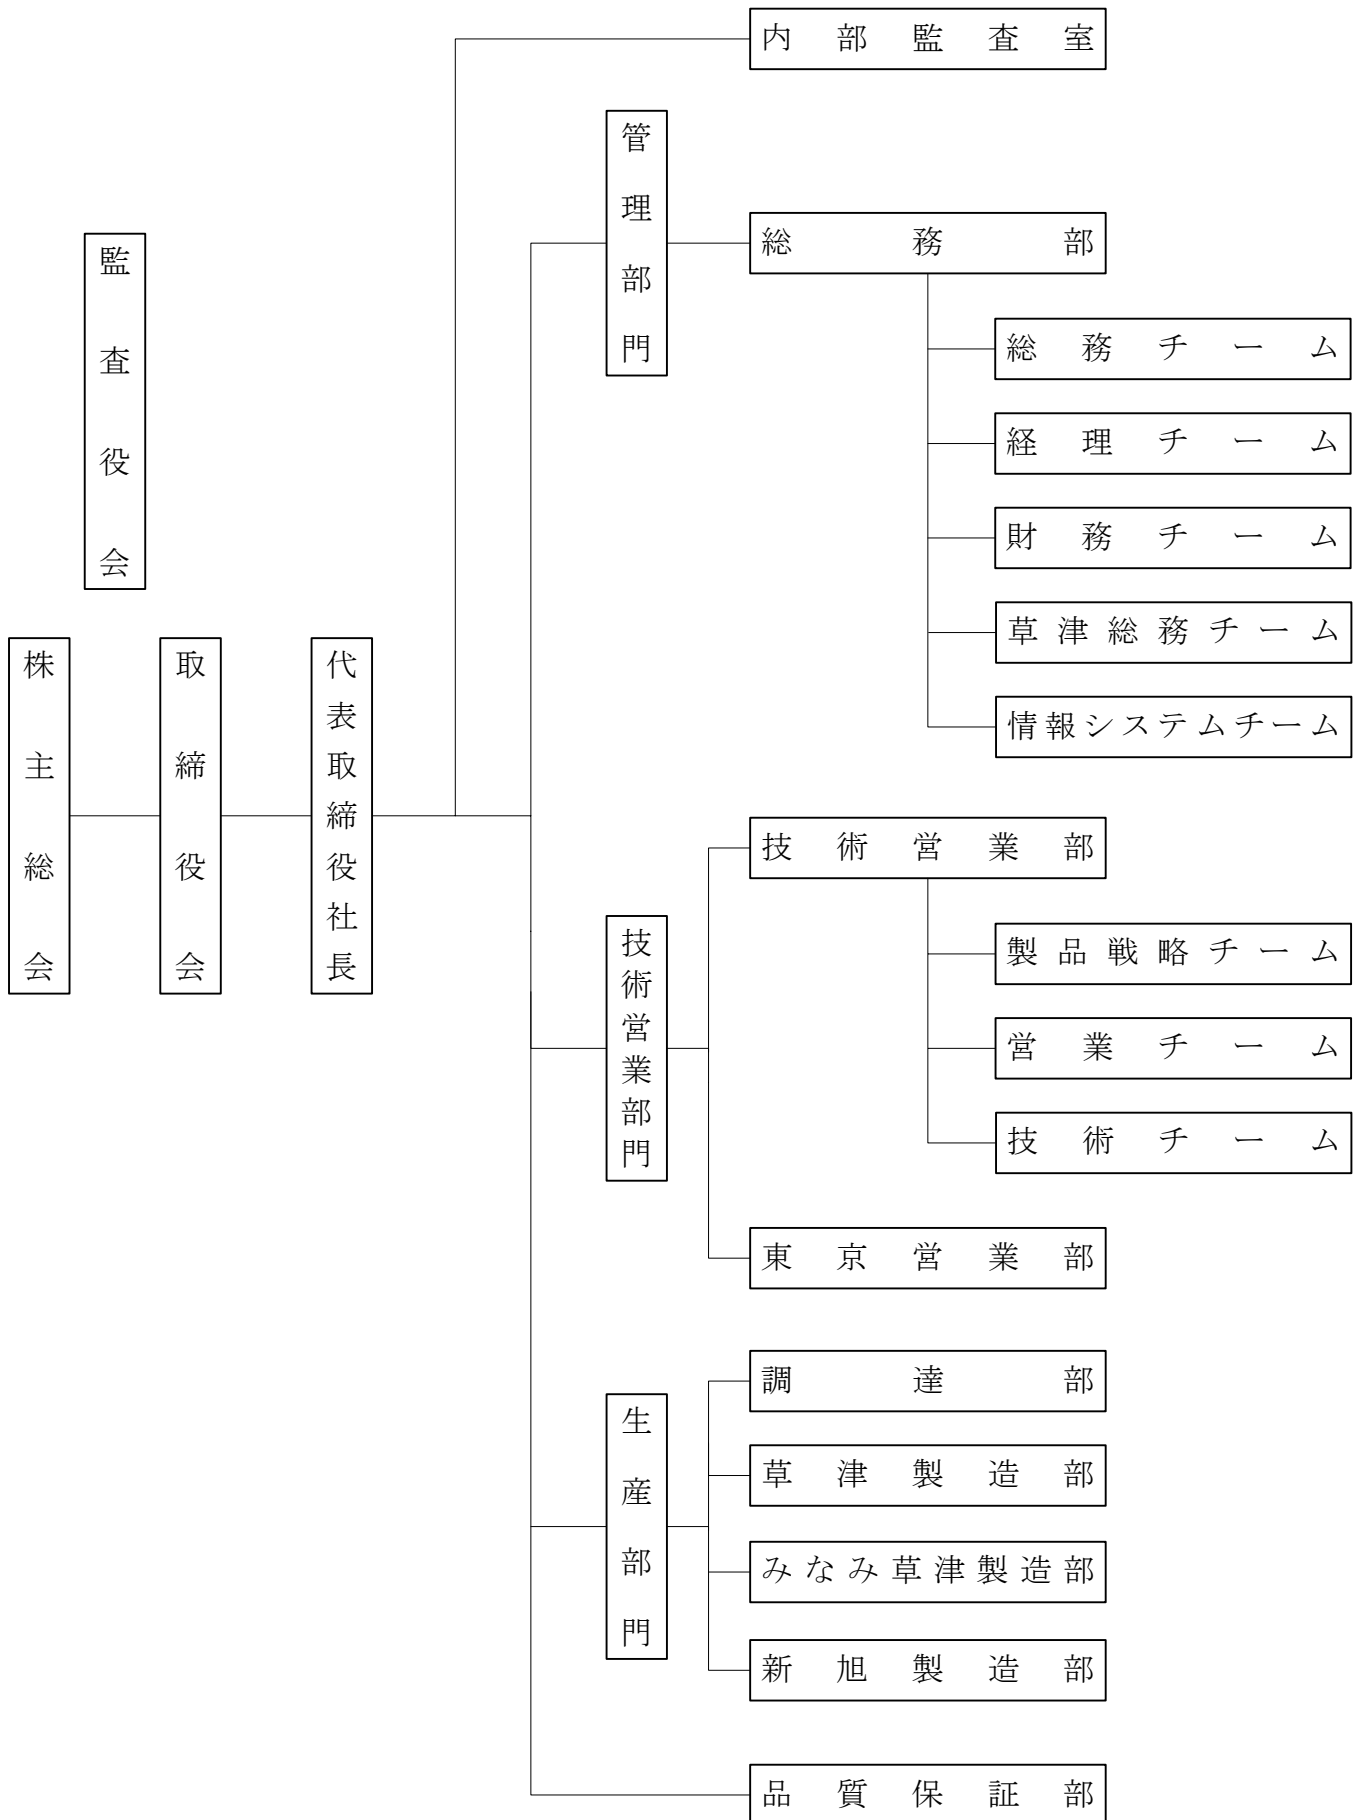 内部監査室
管理部門
総務部
監査役会
総務チーム
経理チーム
財務チーム
草津総務チーム
情報システムチーム
株主総会
取締役会
代表取締役社長
技術営業部
技術営業部門
製品戦略チーム
営業チーム
技術チーム
東京営業部
調達部
生産部門
草津製造部
みなみ草津製造部
新旭製造部
品質保証部